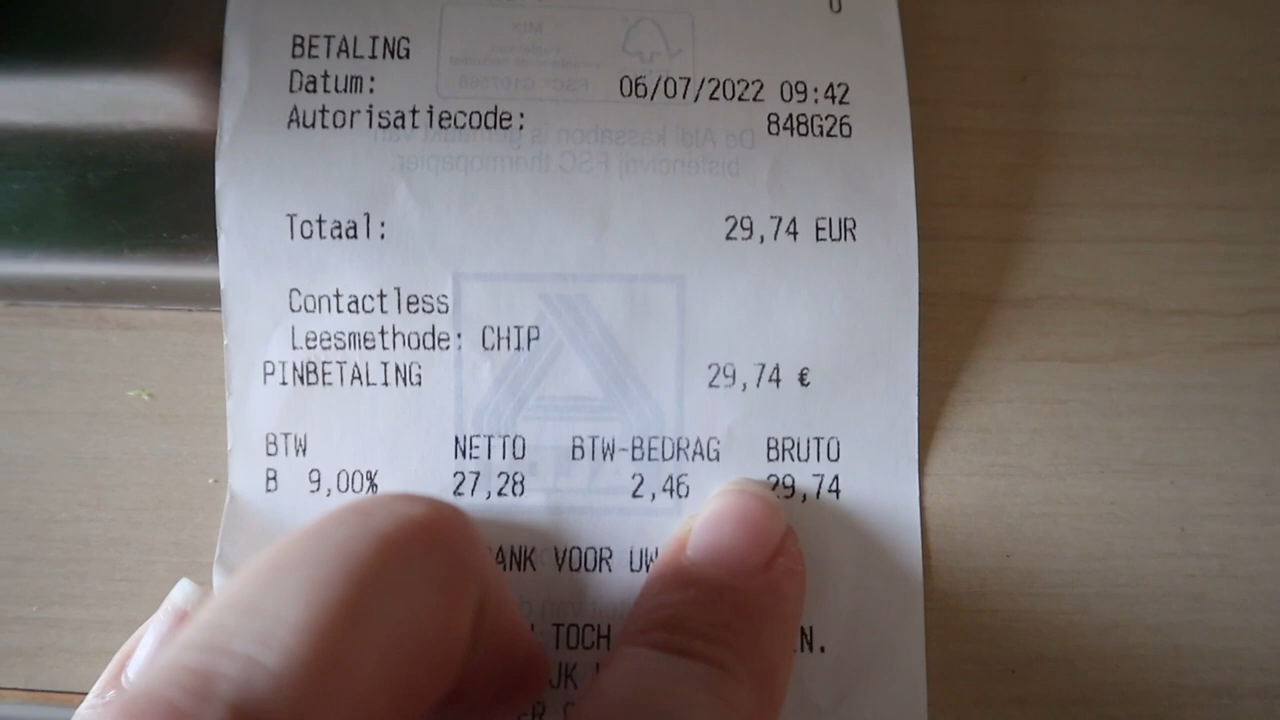 BETALING
Datum: 06/07/2022 09:42
Autorisatiecode: 848G26
Totaal: 29,74 EUR
Contactless
Leesmethode: CHIP
PINBETALING 29,74 €
BTW NETTO BTW-BEDRAG BRUTO
B 9,00% 27,28 2,46 29,74
ANK VOOR UW
TOCH N.
JK